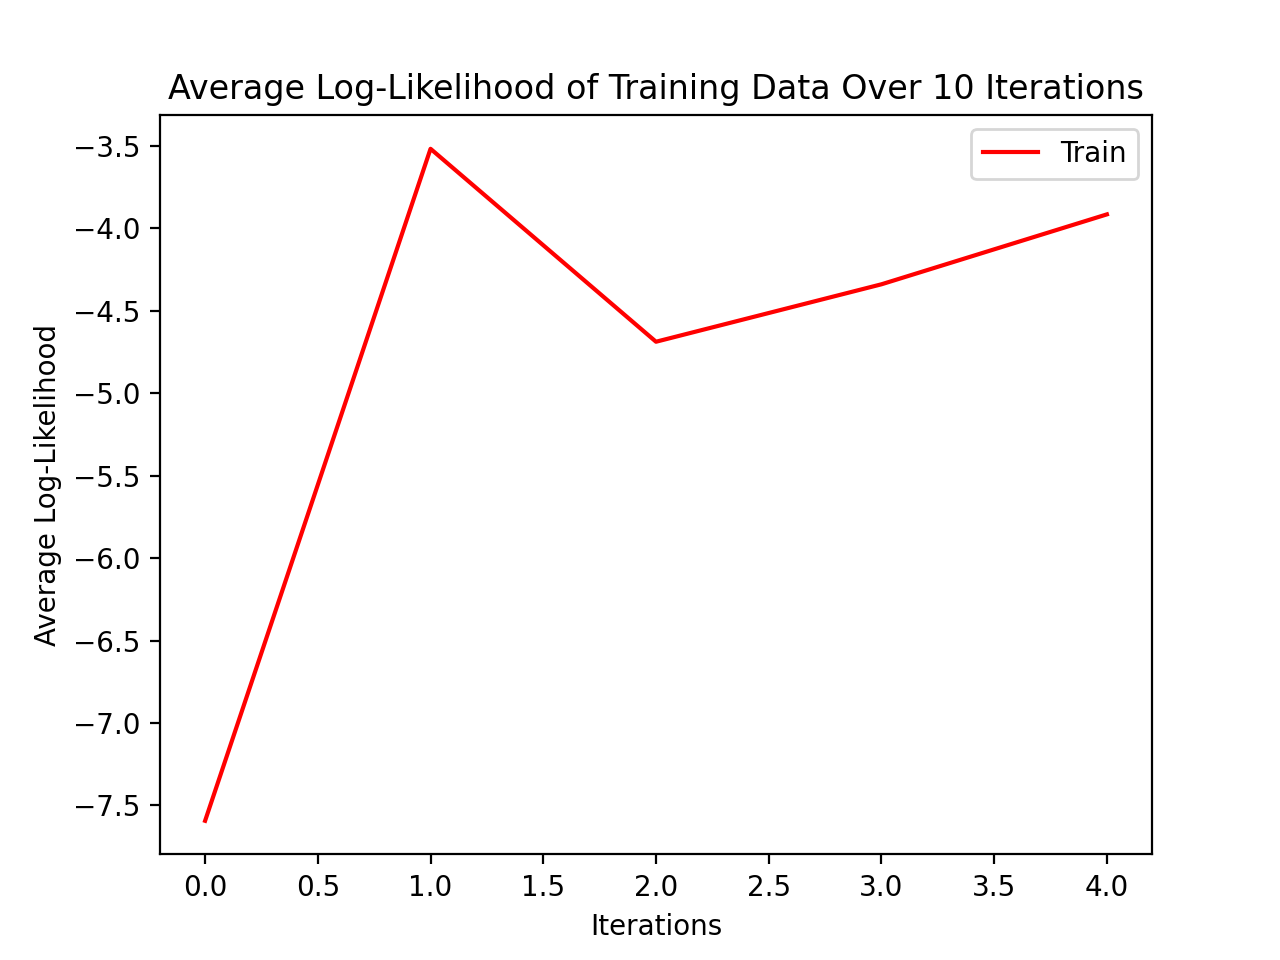 Average Log-Likelihood of Training Data Over 10 Iterations
Train
Average Log-Likelihood
−3.5
−4.0
−4.5
−5.0
−5.5
−6.0
−6.5
−7.0
−7.5
0.0 0.5 1.0 1.5 2.0 2.5 3.0 3.5 4.0
Iterations